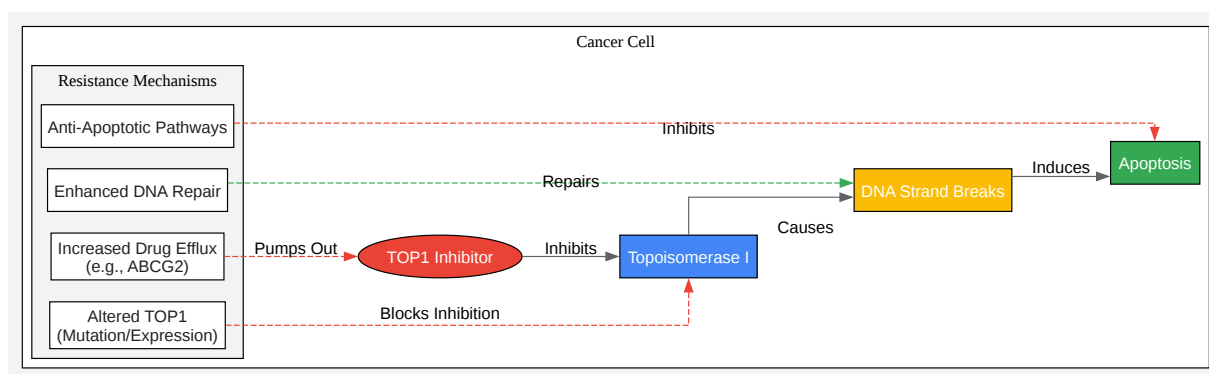 Cancer Cell
Resistance Mechanisms
Anti-Apoptotic Pathways
Inhibits
Apoptosis
Enhanced DNA Repair
Repairs
DNA Strand Breaks
Induces
Causes
Increased Drug Efflux
(e.g., ABCG2)
Pumps Out
TOP1 Inhibitor
Inhibits
Topoisomerase I
Altered TOP1
(Mutation/Expression)
Blocks Inhibition